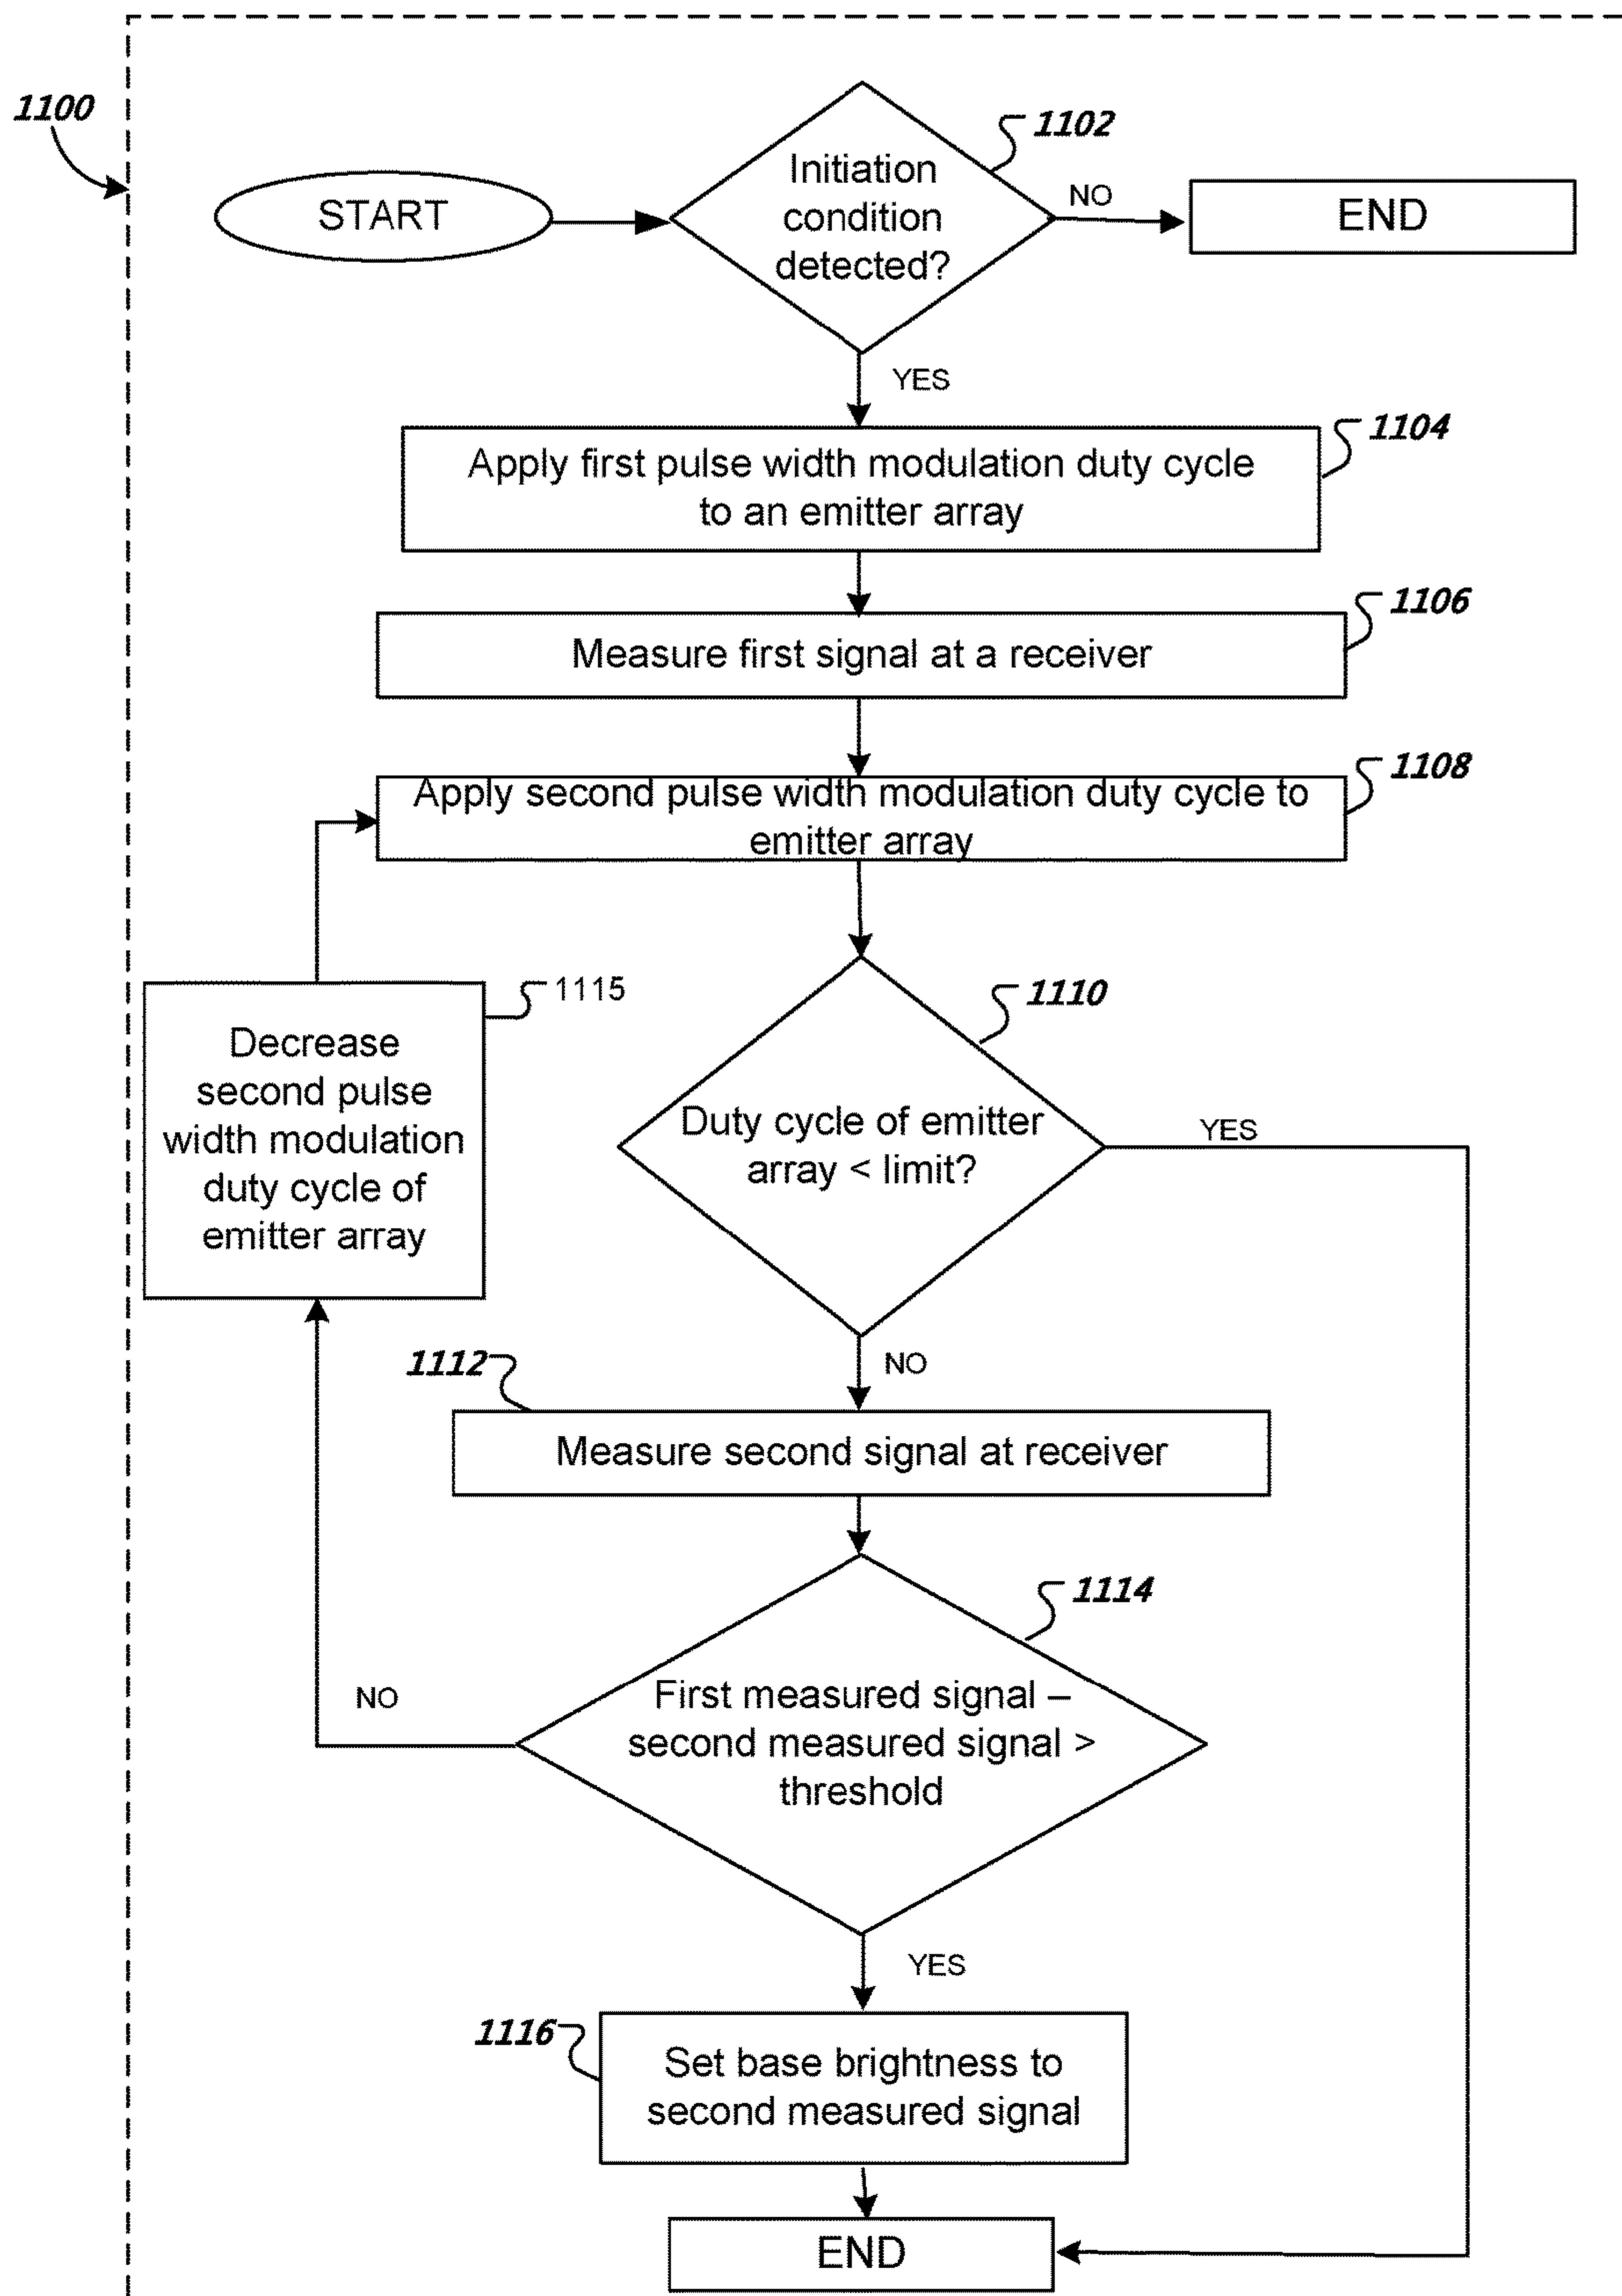 1100
START
1102
Initiation
condition
detected?
NO
END
YES
1104
Apply first pulse width modulation duty cycle
to an emitter array
1106
Measure first signal at a receiver
1108
Apply second pulse width modulation duty cycle to
emitter array
1115
Decrease
second pulse
width modulation
duty cycle of
emitter array
1110
Duty cycle of emitter
array < limit?
YES
NO
1112
Measure second signal at receiver
1114
First measured signal –
second measured signal >
threshold
NO
YES
1116
Set base brightness to
second measured signal
END